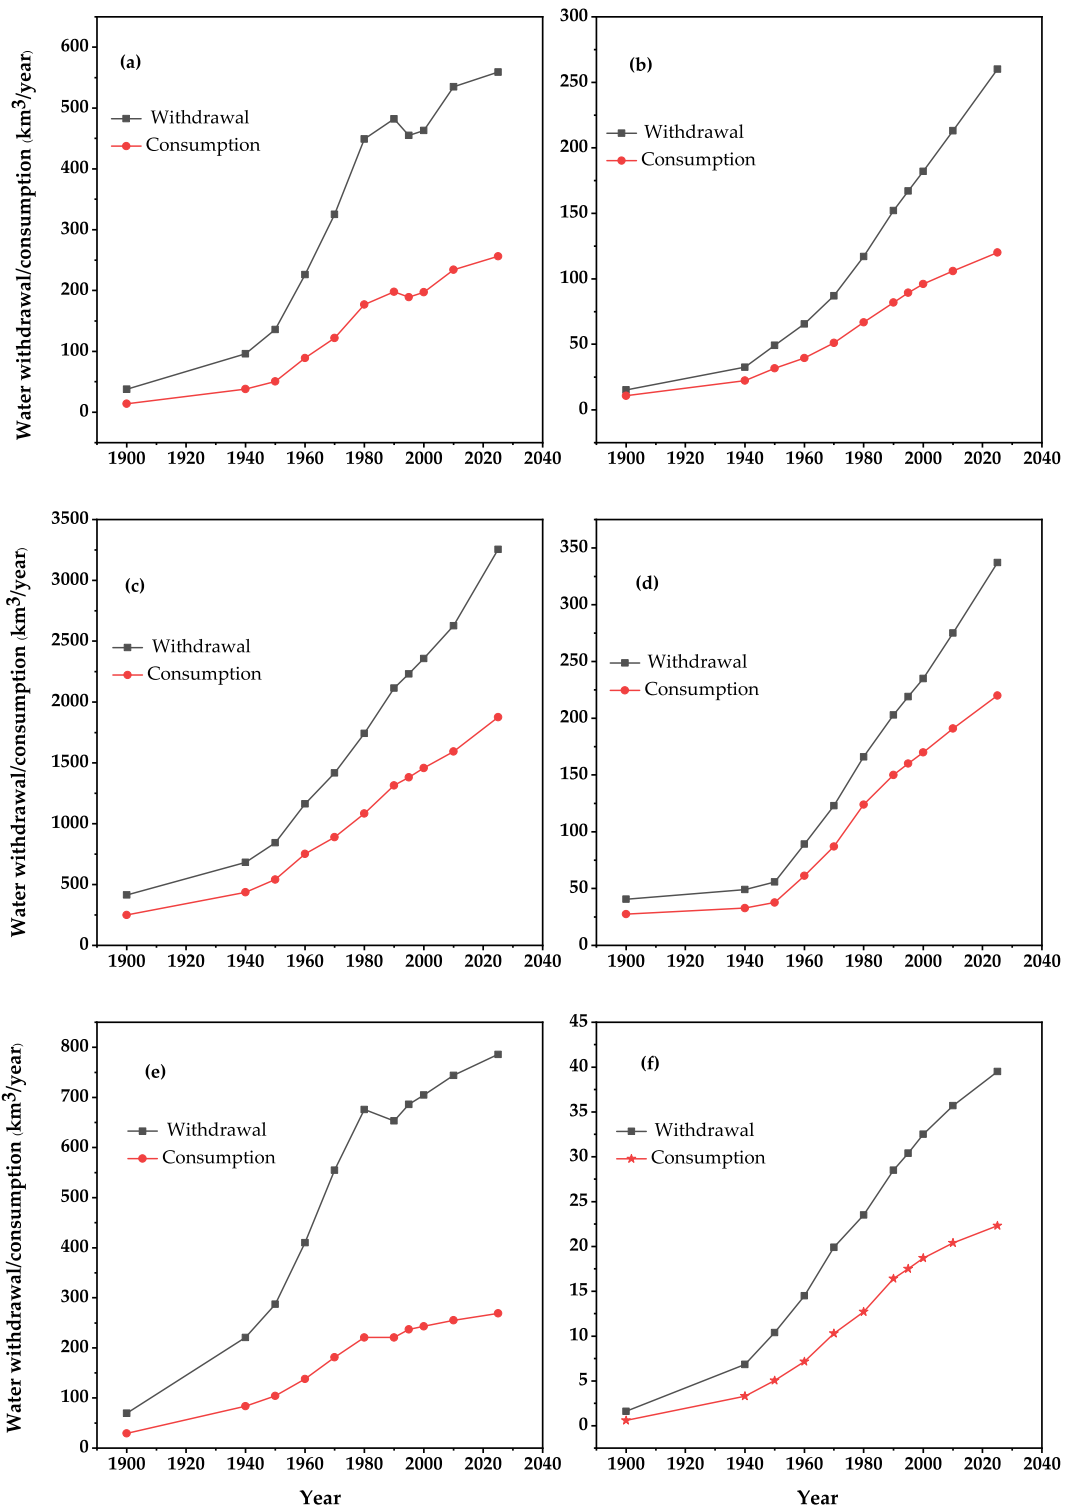 Water withdrawal/consumption (km3/year)
600
500
400
300
200
100
0
(a)
Withdrawal
Consumption
1900 1920 1940 1960 1980 2000 2020 2040
300
250
200
150
100
50
0
(b)
Withdrawal
Consumption
1900 1920 1940 1960 1980 2000 2020 2040
Water withdrawal/consumption (km3/year)
3500
3000
2500
2000
1500
1000
500
0
(c)
Withdrawal
Consumption
1900 1920 1940 1960 1980 2000 2020 2040
350
300
250
200
150
100
50
0
(d)
Withdrawal
Consumption
1900 1920 1940 1960 1980 2000 2020 2040
Water withdrawal/consumption (km3/year)
800
700
600
500
400
300
200
100
0
(e)
Withdrawal
Consumption
1900 1920 1940 1960 1980 2000 2020 2040
Year
45
40
35
30
25
20
15
10
5
0
(f)
Withdrawal
Consumption
1900 1920 1940 1960 1980 2000 2020 2040
Year